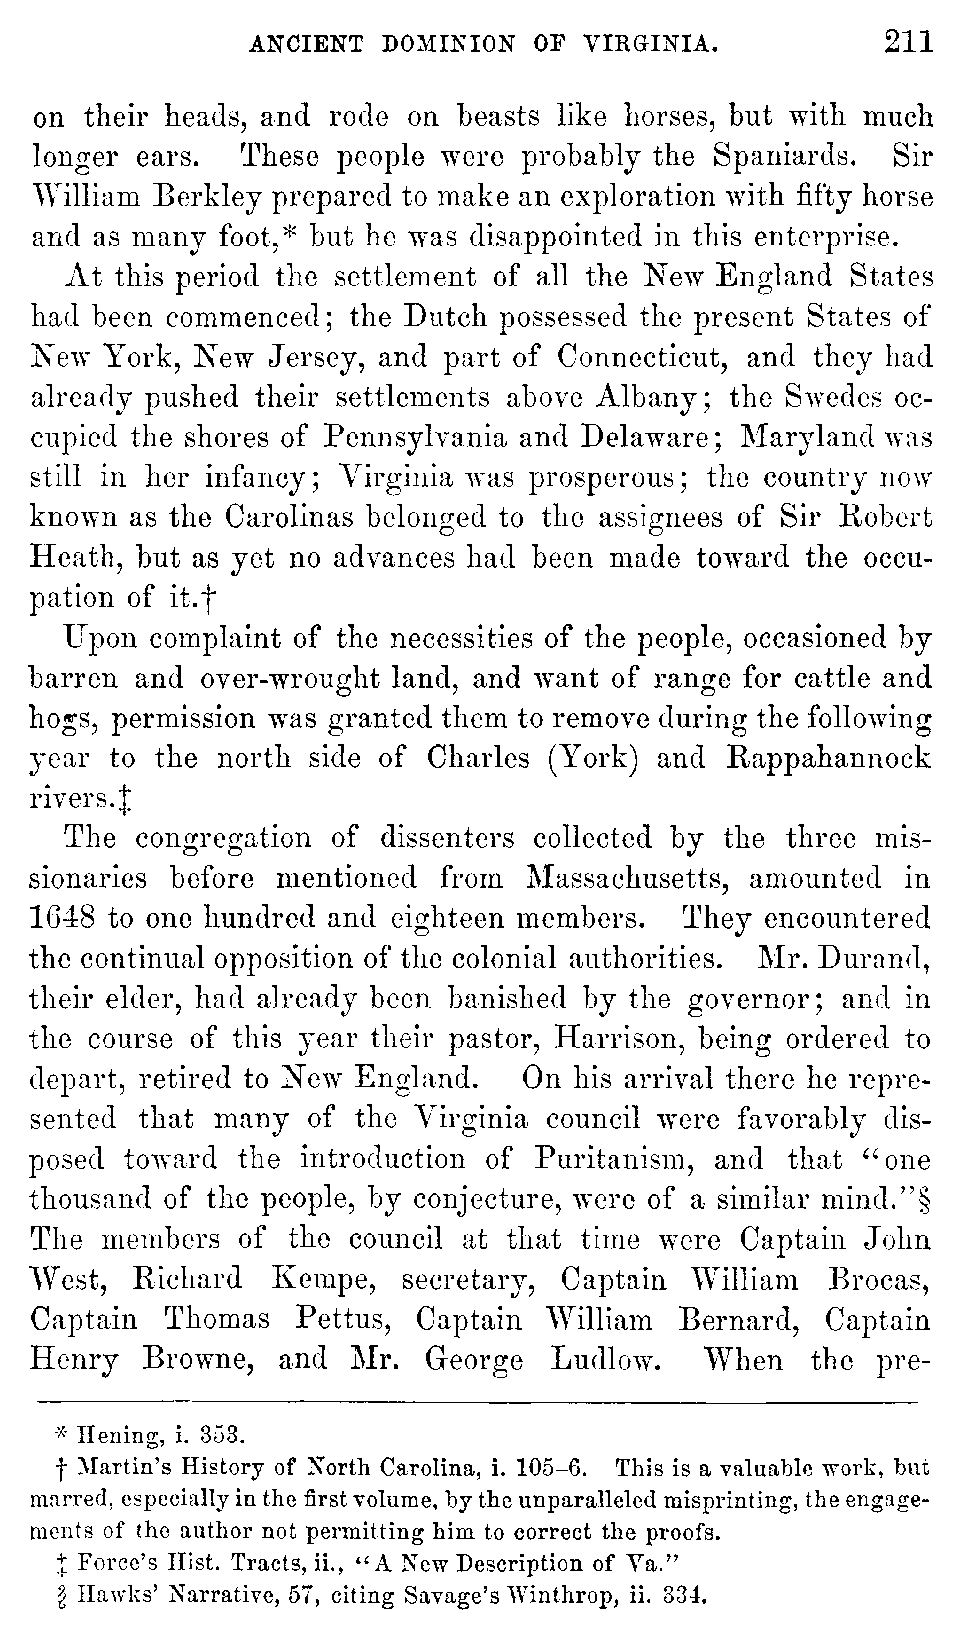 ANCIENT DOMINION OF VIRGINIA. 211
on their heads, and rode on beasts like horses, but with much
longer ears. These people were probably the Spaniards. Sir
William Berkley prepared to make an exploration with fifty horse
and as many foot,* but he was disappointed in this enterprise.
At this period the settlement of all the New England States
had been commenced; the Dutch possessed the present States of
New York, New Jersey, and part of Connecticut, and they had
already pushed their settlements above Albany; the Swedes oc-
cupied the shores of Pennsylvania and Delaware; Maryland was
still in her infancy; Virginia was prosperous; the country now
known as the Carolinas belonged to the assignees of Sir Robert
Heath, but as yet no advances had been made toward the occu-
pation of it.†
Upon complaint of the necessities of the people, occasioned by
barren and over-wrought land, and want of range for cattle and
hogs, permission was granted them to remove during the following
year to the north side of Charles (York) and Rappahannock
rivers.‡
The congregation of dissenters collected by the three mis-
sionaries before mentioned from Massachusetts, amounted in
1648 to one hundred and eighteen members. They encountered
the continual opposition of the colonial authorities. Mr. Durand,
their elder, had already been banished by the governor; and in
the course of this year their pastor, Harrison, being ordered to
depart, retired to New England. On his arrival there he repre-
sented that many of the Virginia council were favorably dis-
posed toward the introduction of Puritanism, and that "one
thousand of the people, by conjecture, were of a similar mind."§
The members of the council at that time were Captain John
West, Richard Kempe, secretary, Captain William Brocas,
Captain Thomas Pettus, Captain William Bernard, Captain
Henry Browne, and Mr. George Ludlow. When the pre-
* Hening, i. 353.
† Martin's History of North Carolina, i. 105–6. This is a valuable work, but
marred, especially in the first volume, by the unparalleled misprinting, the engage-
ments of the author not permitting him to correct the proofs.
‡ Force's Hist. Tracts, ii., "A New Description of Va."
§ Hawks' Narrative, 57, citing Savage's Winthrop, ii. 334.